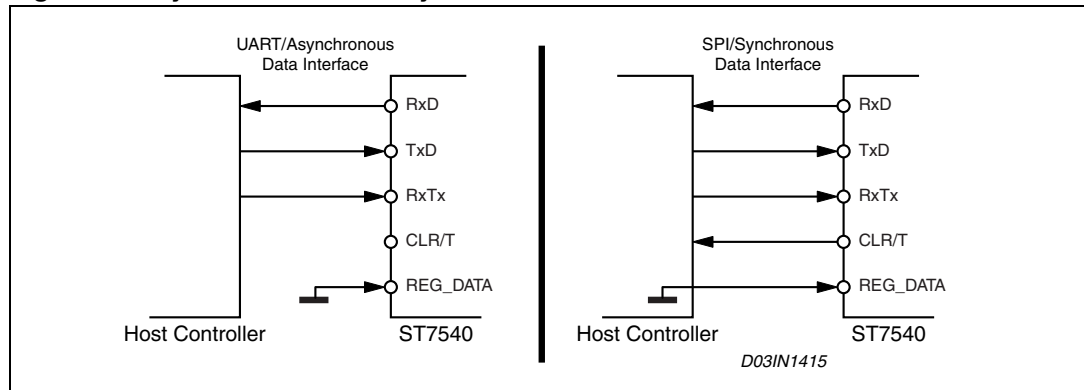 UART/Asynchronous
Data Interface
RxD
TxD
RxTx
CLR/T
REG_DATA
Host Controller
ST7540
SPI/Synchronous
Data Interface
RxD
TxD
RxTx
CLR/T
REG_DATA
Host Controller
ST7540
D03IN1415